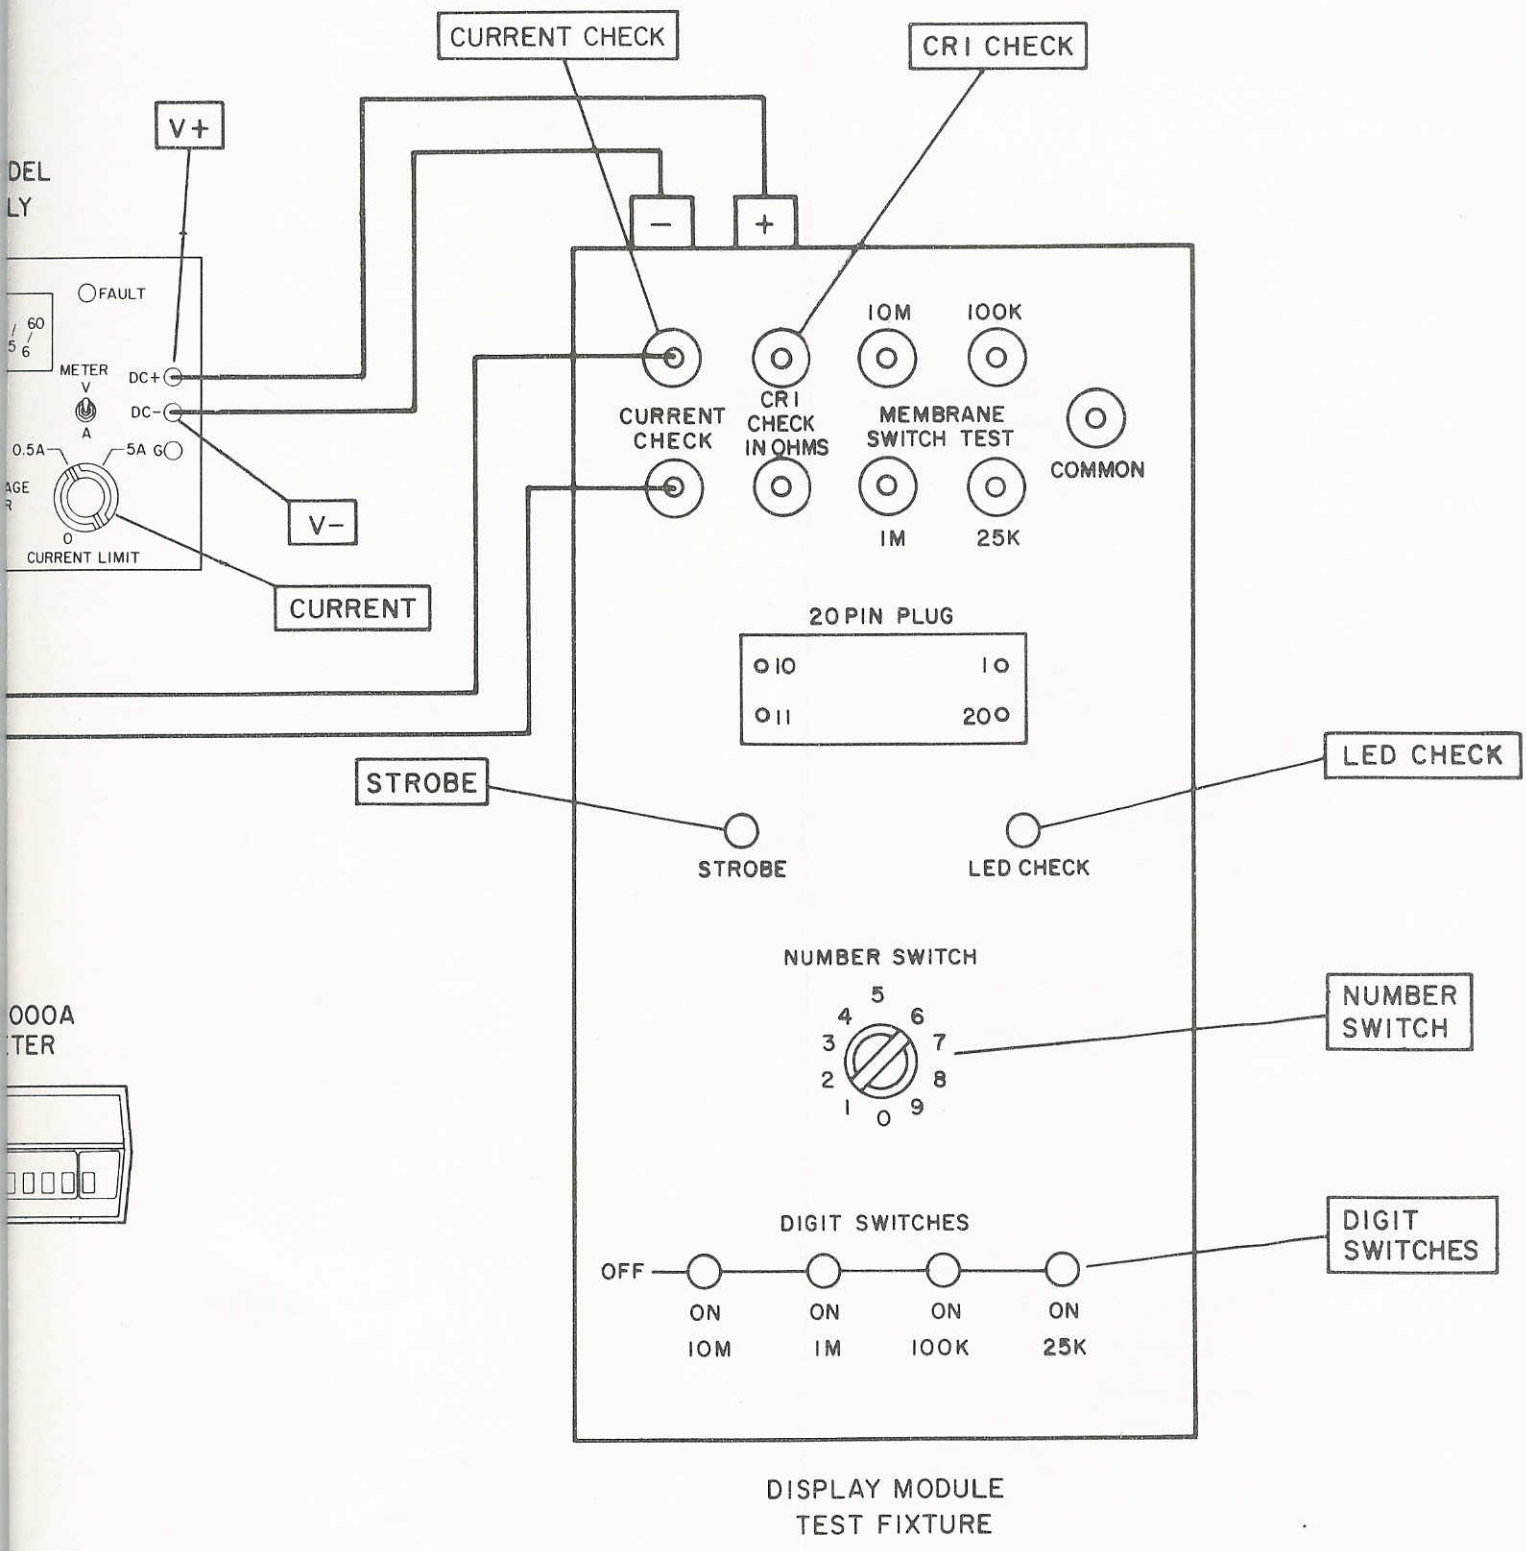 CURRENT CHECK
CR1 CHECK
V+
DEL
LY
− +
FAULT
60
5 6
METER
V
A
DC+
DC−
0.5A
5A G
AGE
R
0
CURRENT LIMIT
V−
CURRENT
10M 100K
CURRENT
CHECK
CR1
CHECK
IN OHMS
MEMBRANE
SWITCH TEST
COMMON
1M 25K
20 PIN PLUG
10 1
11 20
STROBE
LED CHECK
STROBE
LED CHECK
000A
TER
NUMBER SWITCH
5
4 6
3 7
2 8
1 9
0
NUMBER
SWITCH
DIGIT SWITCHES
OFF
ON ON ON ON
10M 1M 100K 25K
DIGIT
SWITCHES
DISPLAY MODULE
TEST FIXTURE